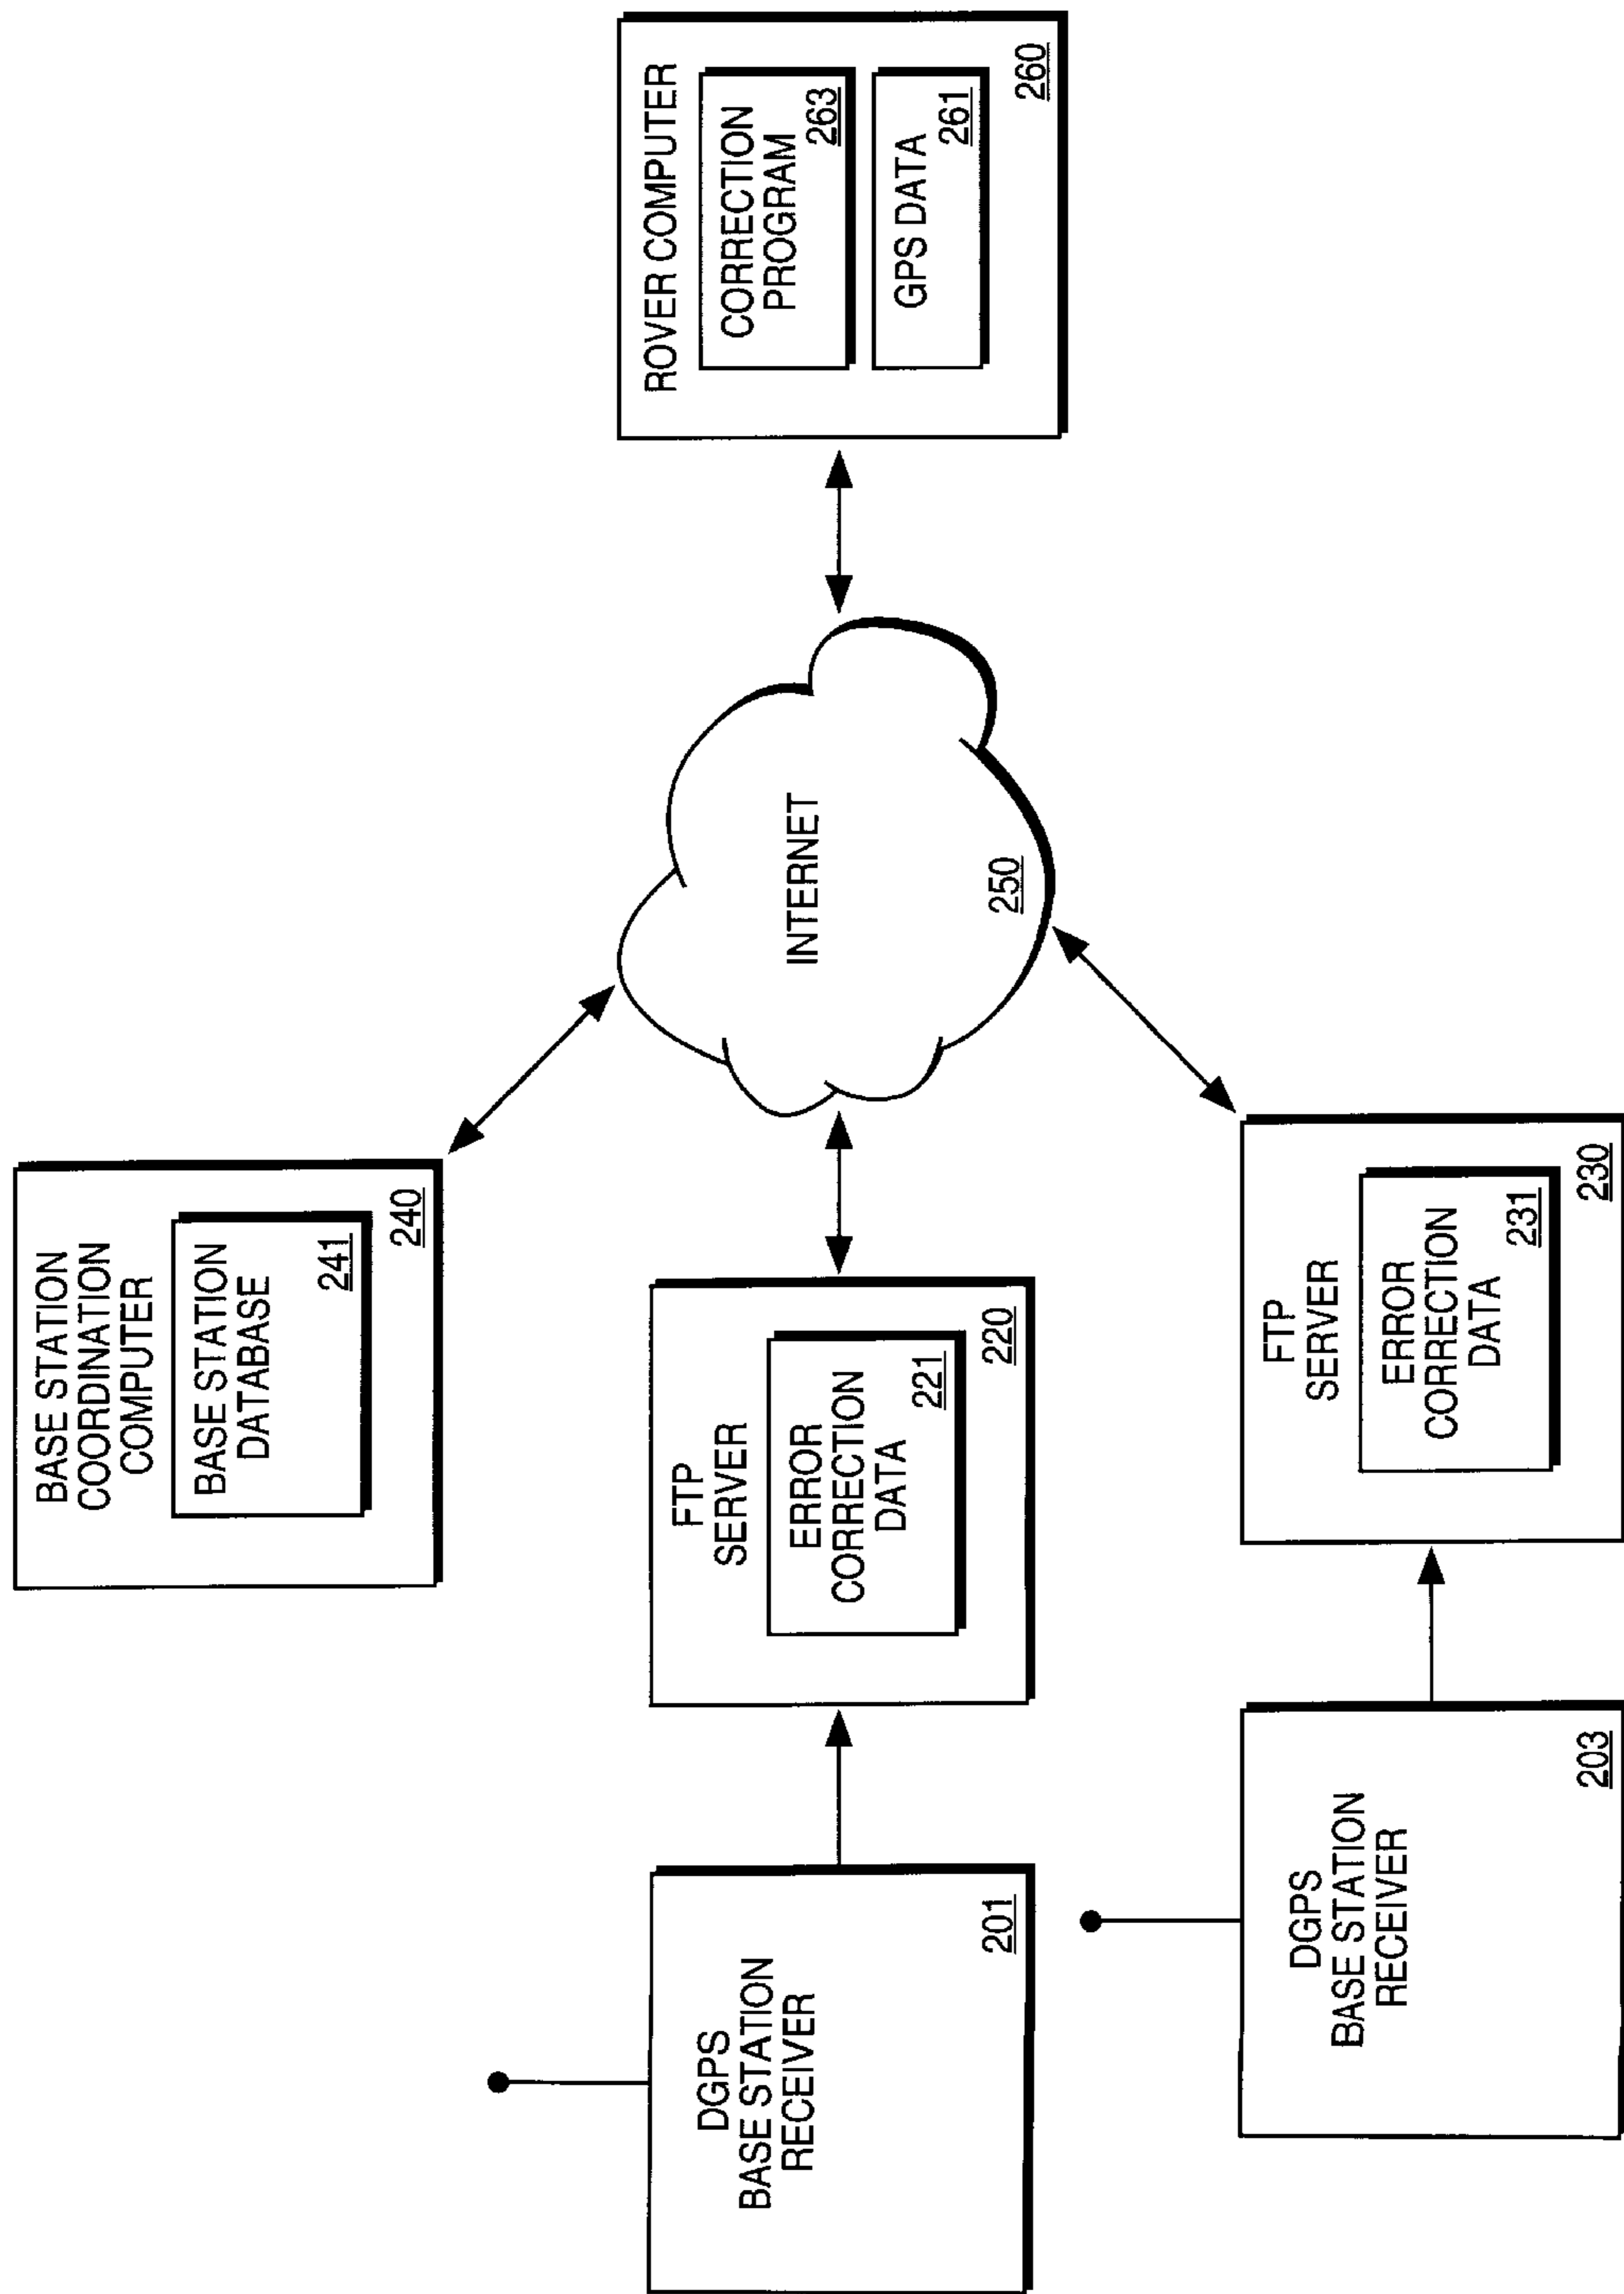 BASE STATION
COORDINATION
COMPUTER
BASE STATION
DATABASE
241
240
DGPS
BASE STATION
RECEIVER
201
FTP
SERVER
ERROR
CORRECTION
DATA
221
220
INTERNET
250
ROVER COMPUTER
CORRECTION
PROGRAM
263
GPS DATA
261
260
DGPS
BASE STATION
RECEIVER
203
FTP
SERVER
ERROR
CORRECTION
DATA
231
230